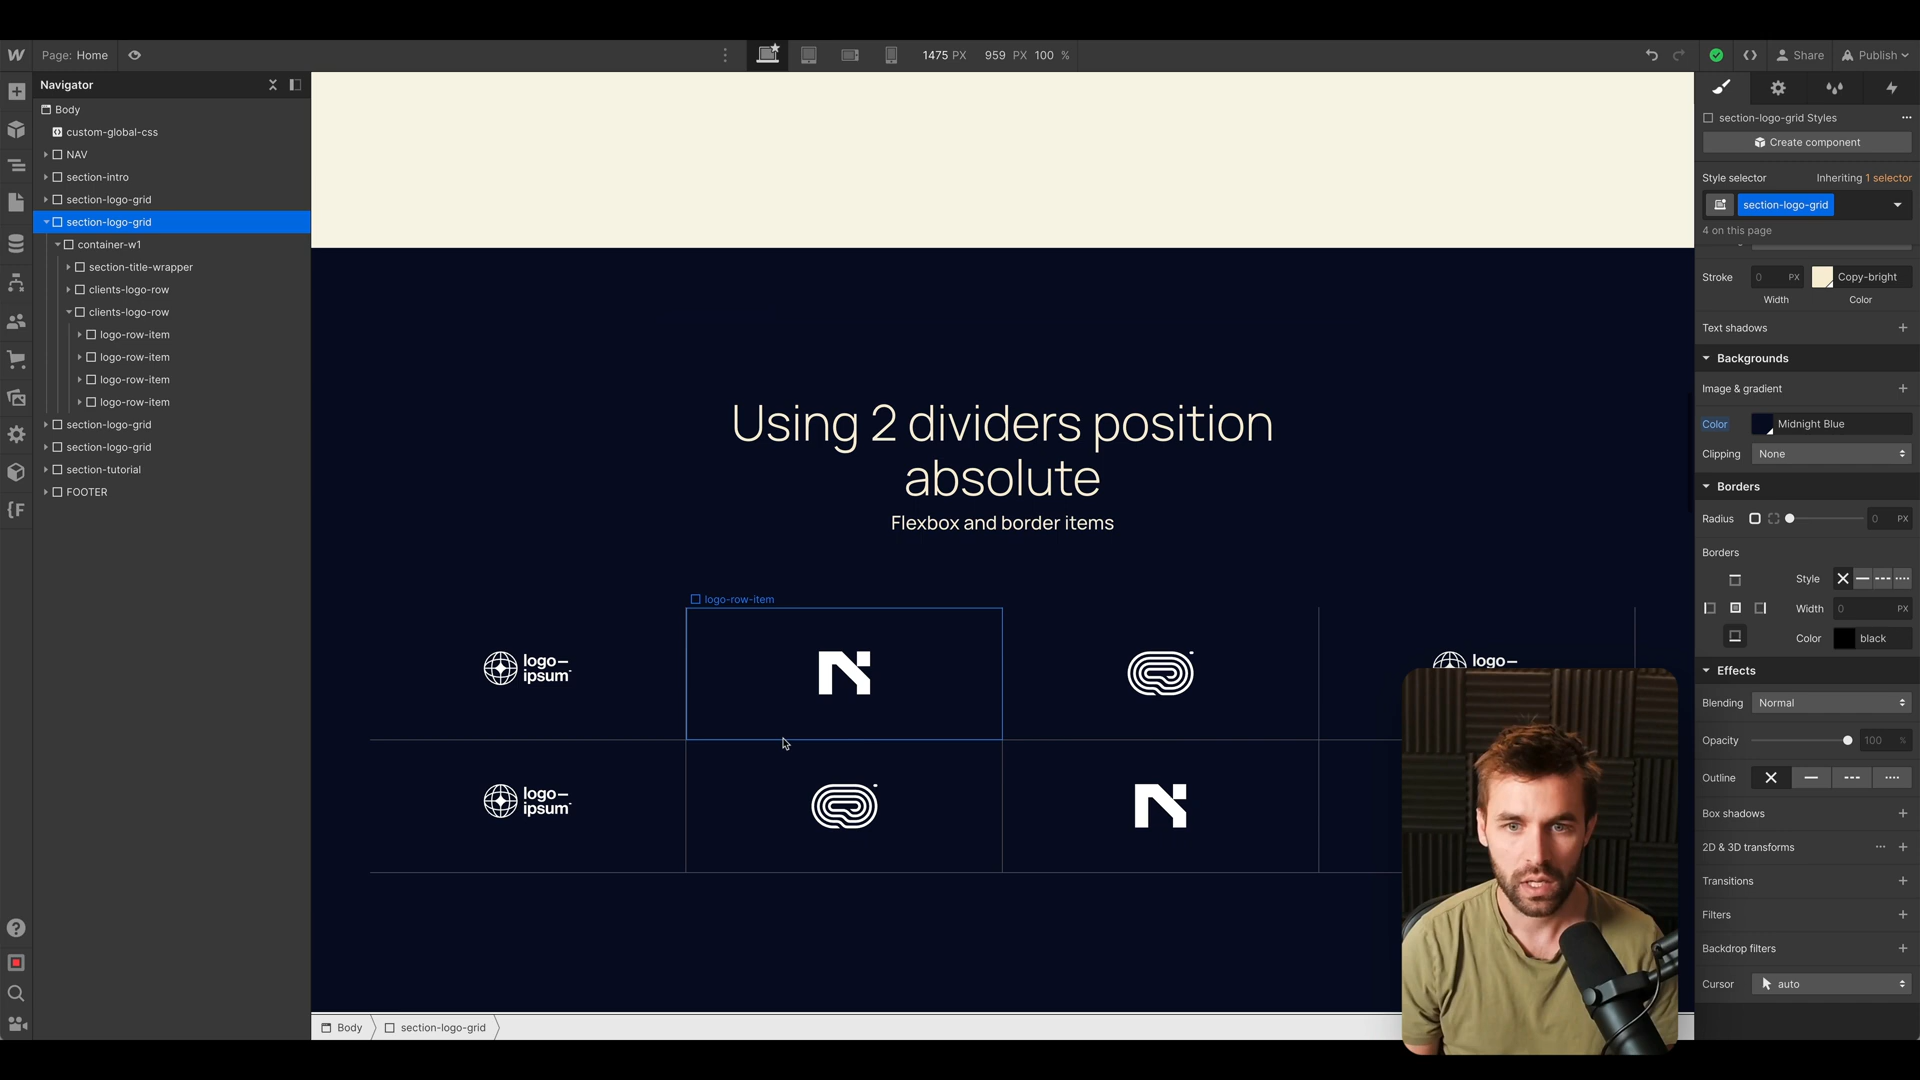 Page: Home
1475 PX 959 PX 100 %
Share
Publish
Navigator
Body
custom-global-css
NAV
section-intro
section-logo-grid
section-logo-grid
container-w1
section-title-wrapper
clients-logo-row
clients-logo-row
logo-row-item
logo-row-item
logo-row-item
logo-row-item
section-logo-grid
section-logo-grid
section-tutorial
FOOTER
Using 2 dividers position
absolute
Flexbox and border items
logo-row-item
logo—
ipsum
logo—
logo—
ipsum
Body
section-logo-grid
section-logo-grid Styles
Create component
Style selector
Inheriting 1 selector
section-logo-grid
4 on this page
Stroke 0 PX Copy-bright
Width Color
Text shadows
Backgrounds
Image & gradient
Color Midnight Blue
Clipping None
Borders
Radius 0 PX
Borders
Style
Width 0 PX
Color black
Effects
Blending Normal
Opacity 100 %
Outline
Box shadows
2D & 3D transforms
Transitions
Filters
Backdrop filters
Cursor auto